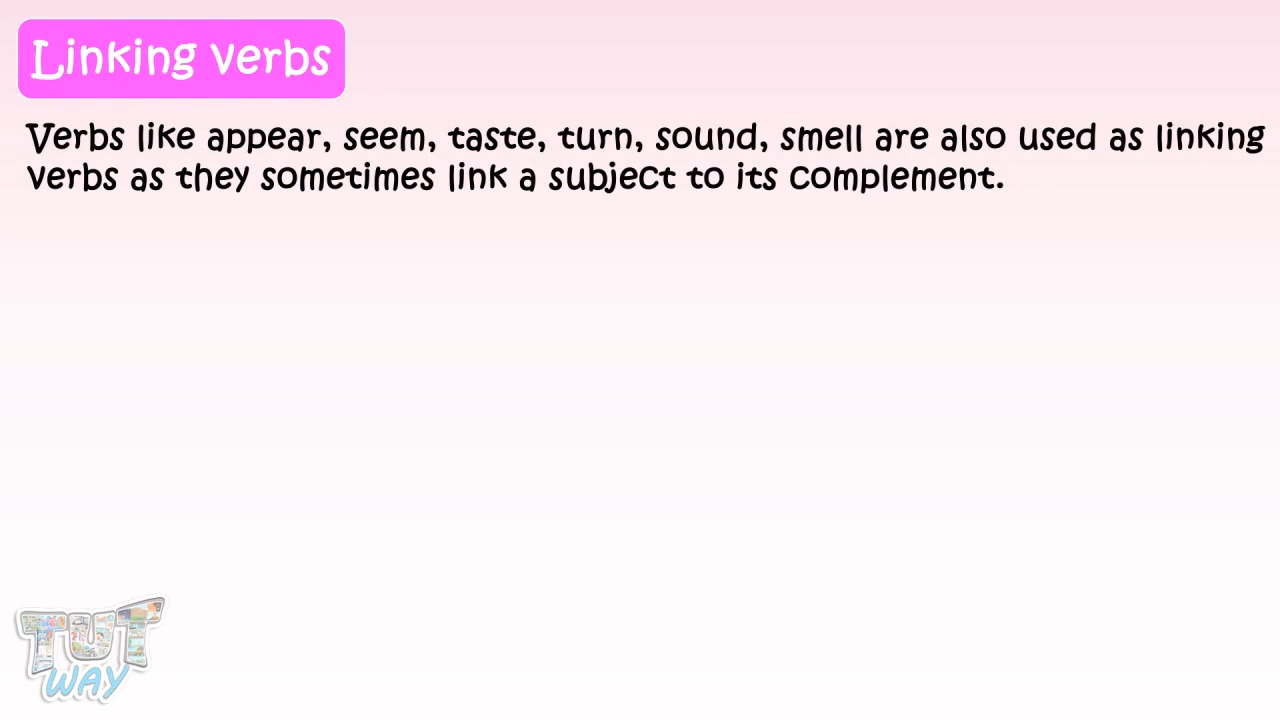 Linking verbs
Verbs like appear, seem, taste, turn, sound, smell are also used as linking
verbs as they sometimes link a subject to its complement.
TUT
WAY